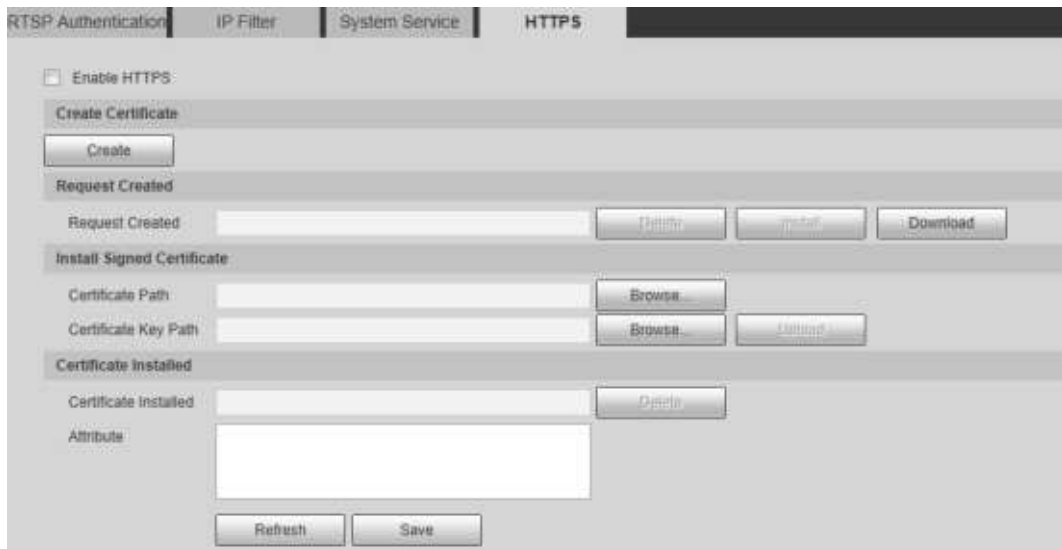 RTSP Authentication IP Filter System Service HTTPS
Enable HTTPS
Create Certificate
Create
Request Created
Request Created Delete Install Download
Install Signed Certificate
Certificate Path Browse...
Certificate Key Path Browse... Upload
Certificate Installed
Certificate Installed Delete
Attribute
Refresh Save